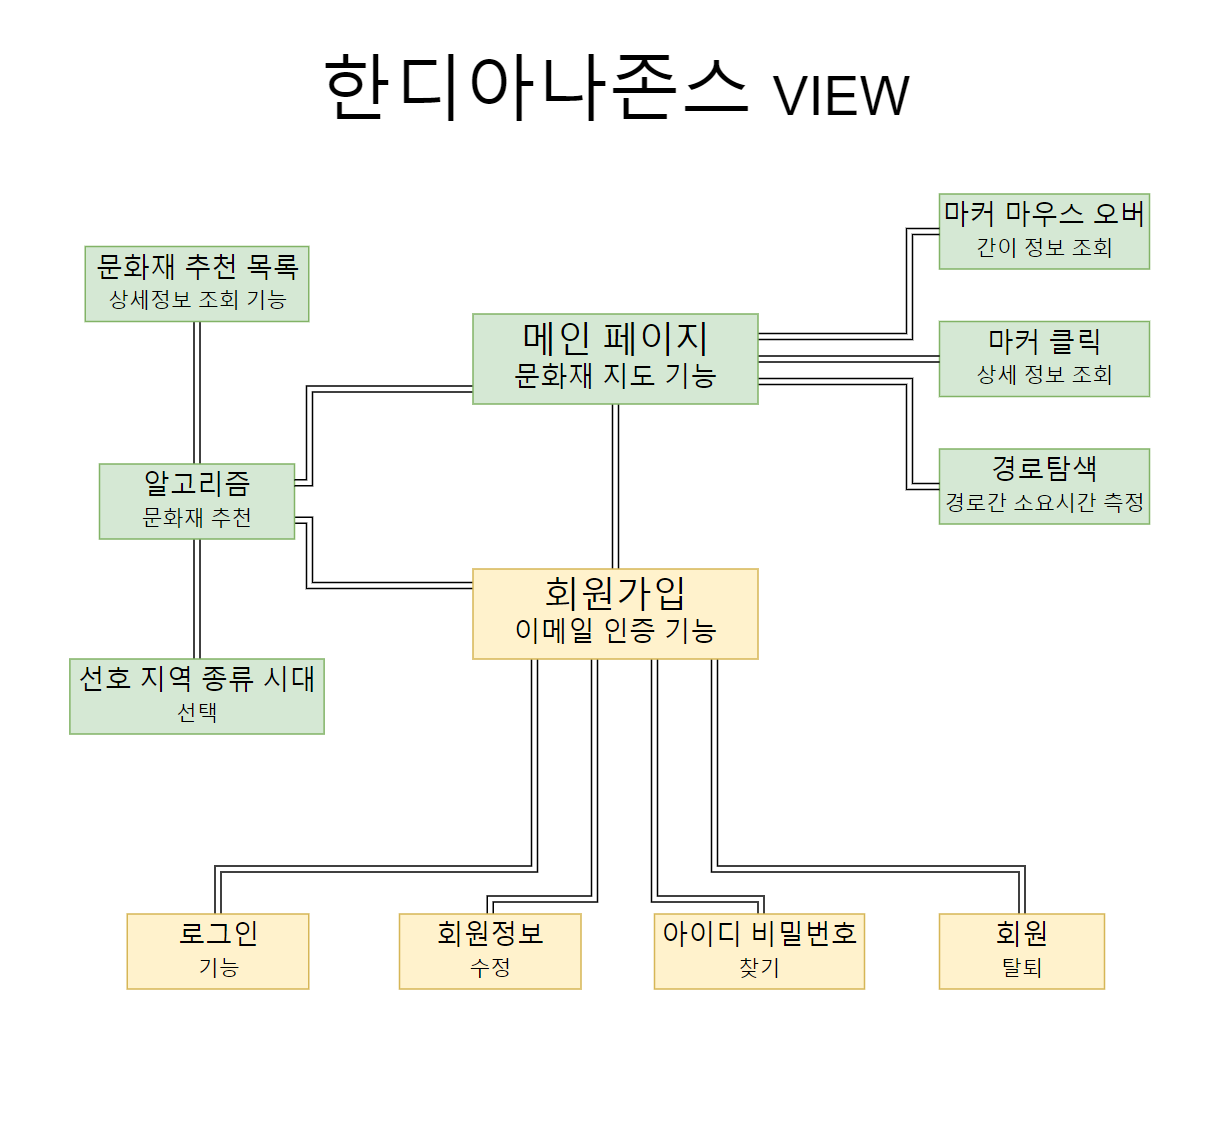 한디아나존스 VIEW
마커 마우스 오버
간이 정보 조회
문화재 추천 목록
상세정보 조회 기능
메인 페이지
문화재 지도 기능
마커 클릭
상세 정보 조회
알고리즘
문화재 추천
경로탐색
경로간 소요시간 측정
회원가입
이메일 인증 기능
선호 지역 종류 시대
선택
로그인
기능
회원정보
수정
아이디 비밀번호
찾기
회원
탈퇴